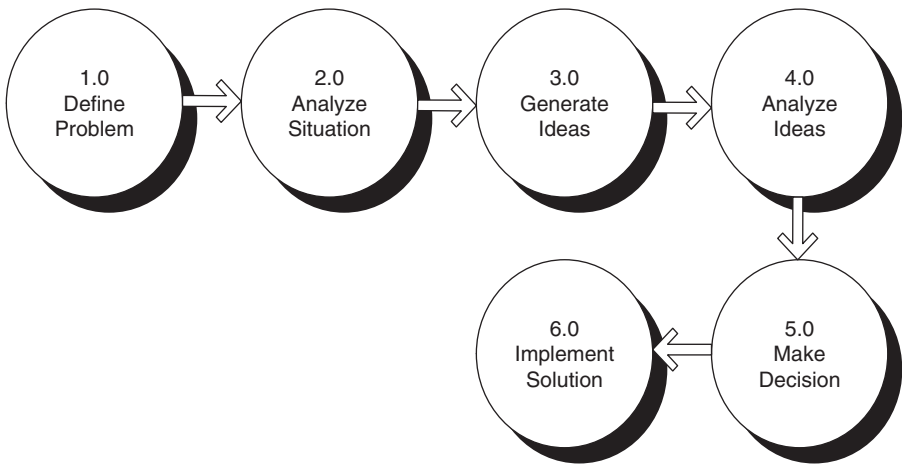 1.0
Define
Problem
2.0
Analyze
Situation
3.0
Generate
Ideas
4.0
Analyze
Ideas
5.0
Make
Decision
6.0
Implement
Solution